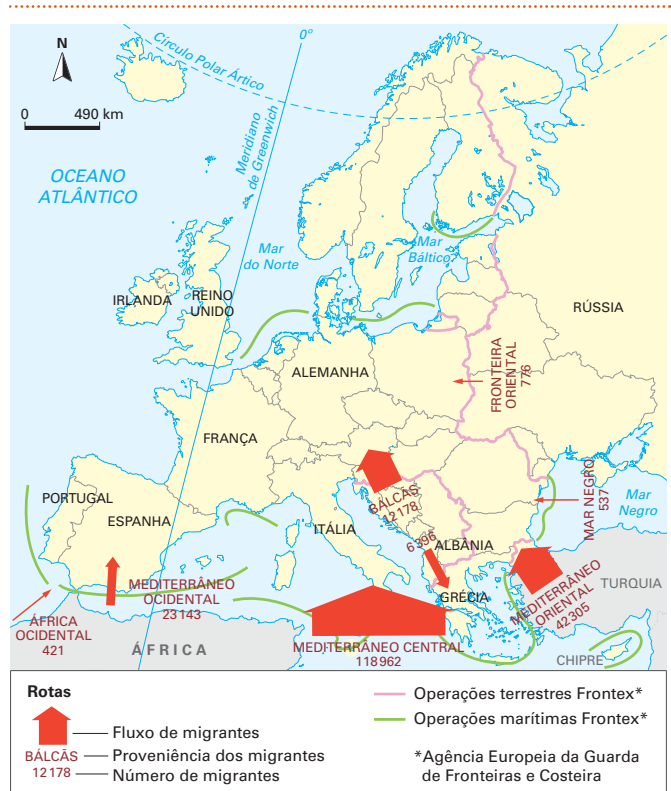 N
0 490 km
Círculo Polar Ártico
0°
Meridiano
de Greenwich
OCEANO
ATLÂNTICO
Mar
do Norte
Mar
Báltico
IRLANDA
REINO
UNIDO
RÚSSIA
ALEMANHA
FRONTEIRA
ORIENTAL
776
FRANÇA
PORTUGAL
ESPANHA
ITÁLIA
BÁLCÃS
12 178
6 396
ALBÂNIA
MAR NEGRO
537
Mar
Negro
GRÉCIA
MEDITERRÂNEO
ORIENTAL
42 305
TURQUIA
MEDITERRÂNEO
OCIDENTAL
23 143
ÁFRICA
OCIDENTAL
421
ÁFRICA
MEDITERRÂNEO CENTRAL
118 962
CHIPRE
Rotas
Fluxo de migrantes
BÁLCÃS
Proveniência dos migrantes
12 178
Número de migrantes
Operações terrestres Frontex*
Operações marítimas Frontex*
*Agência Europeia da Guarda
de Fronteiras e Costeira